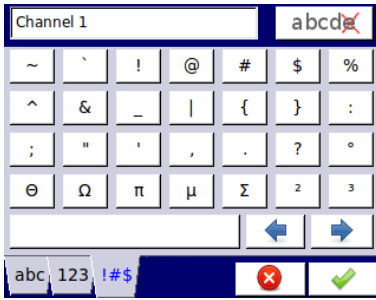 Channel 1 abcde
~ ` ! @ # $ %
^ & _ | { } :
; " ' , . ? °
Θ Ω π µ Σ ² ³
abc 123 !#$